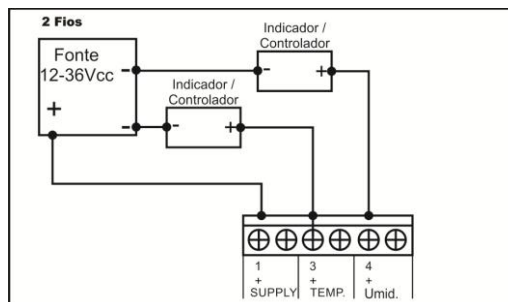 2 Fios
Fonte
12-36Vcc
Indicador /
Controlador
- +
Indicador /
Controlador
- +
-
-
+
1 3 4
+ + +
SUPPLY TEMP. Umid.